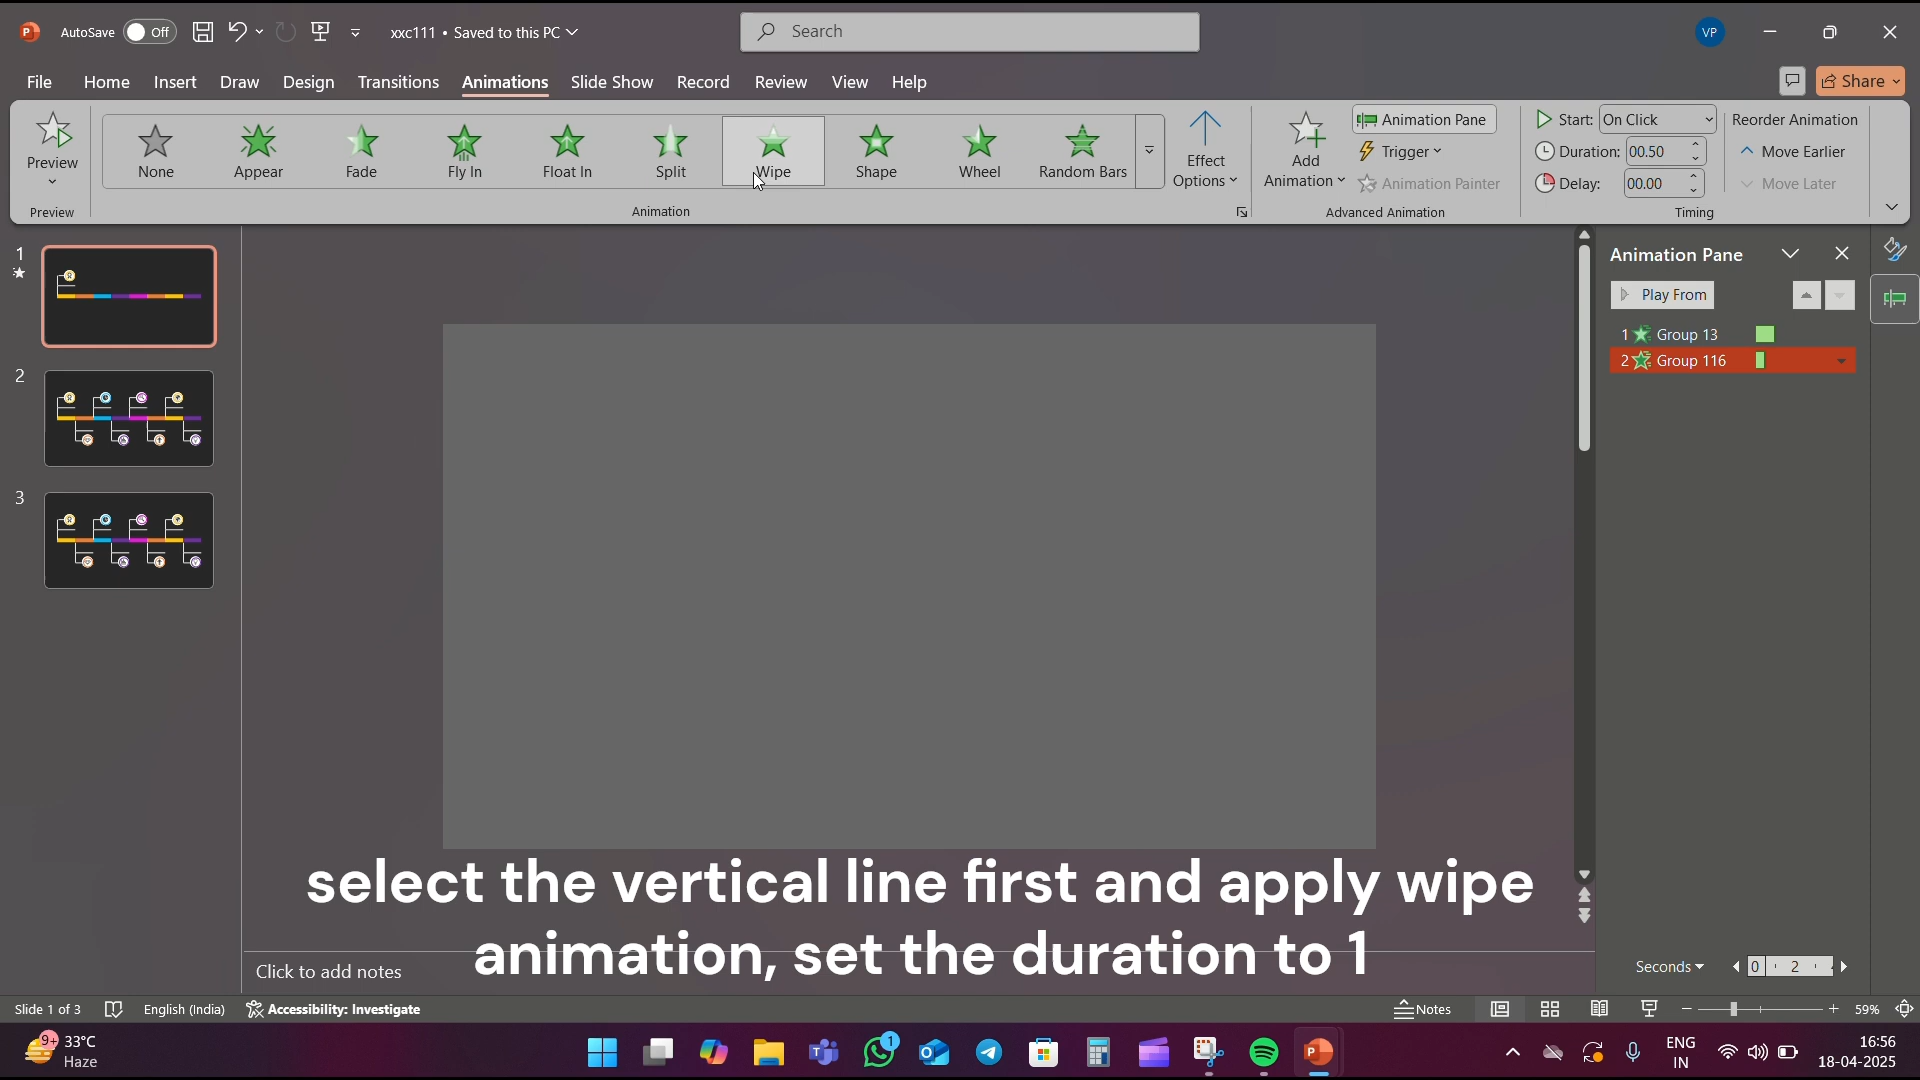 AutoSave Off xxc111 • Saved to this PC Search VP
File Home Insert Draw Design Transitions Animations Slide Show Record Review View Help Share
Preview
None Appear Fade Fly In Float In Split Wipe Shape Wheel Random Bars
Effect
Options
Add
Animation
Animation Pane
Trigger
Animation Painter
Start: On Click
Duration: 00.50
Delay: 00.00
Reorder Animation
Move Earlier
Move Later
Preview Animation Advanced Animation Timing
1
2
3
Animation Pane
Play From
1 Group 13
2 Group 116
select the vertical line first and apply wipe
animation, set the duration to 1
Click to add notes
Seconds 0 2
Slide 1 of 3 English (India) Accessibility: Investigate Notes 59%
9+ 33°C
Haze
1
ENG
IN
16:56
18-04-2025